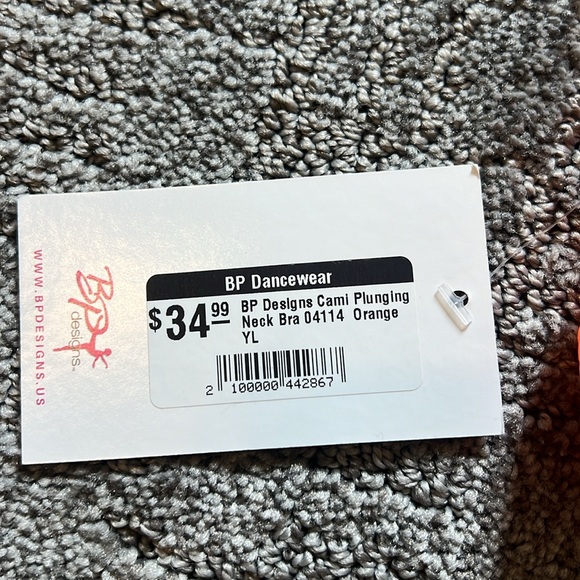 WWW.BPDESIGNS.US
BP
designs™
BP Dancewear
$34.99
BP Designs Cami Plunging
Neck Bra 04114 Orange
YL
2 100000 442867